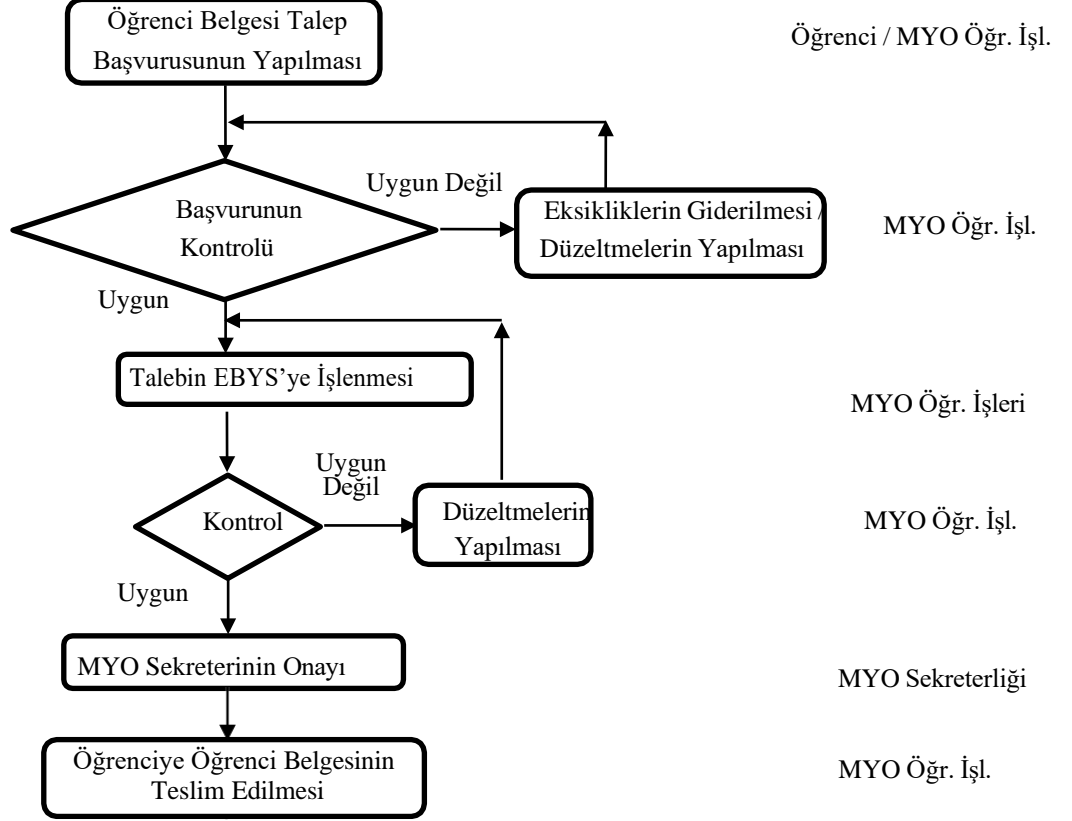 Öğrenci Belgesi Talep
Başvurusunun Yapılması
Öğrenci / MYO Öğr. İşl.
Uygun Değil
Başvurunun
Kontrolü
Eksikliklerin Giderilmesi /
Düzeltmelerin Yapılması
MYO Öğr. İşl.
Uygun
Talebin EBYS’ye İşlenmesi
MYO Öğr. İşleri
Uygun
Değil
Kontrol
Düzeltmelerin
Yapılması
MYO Öğr. İşl.
Uygun
MYO Sekreterinin Onayı
MYO Sekreterliği
Öğrenciye Öğrenci Belgesinin
Teslim Edilmesi
MYO Öğr. İşl.